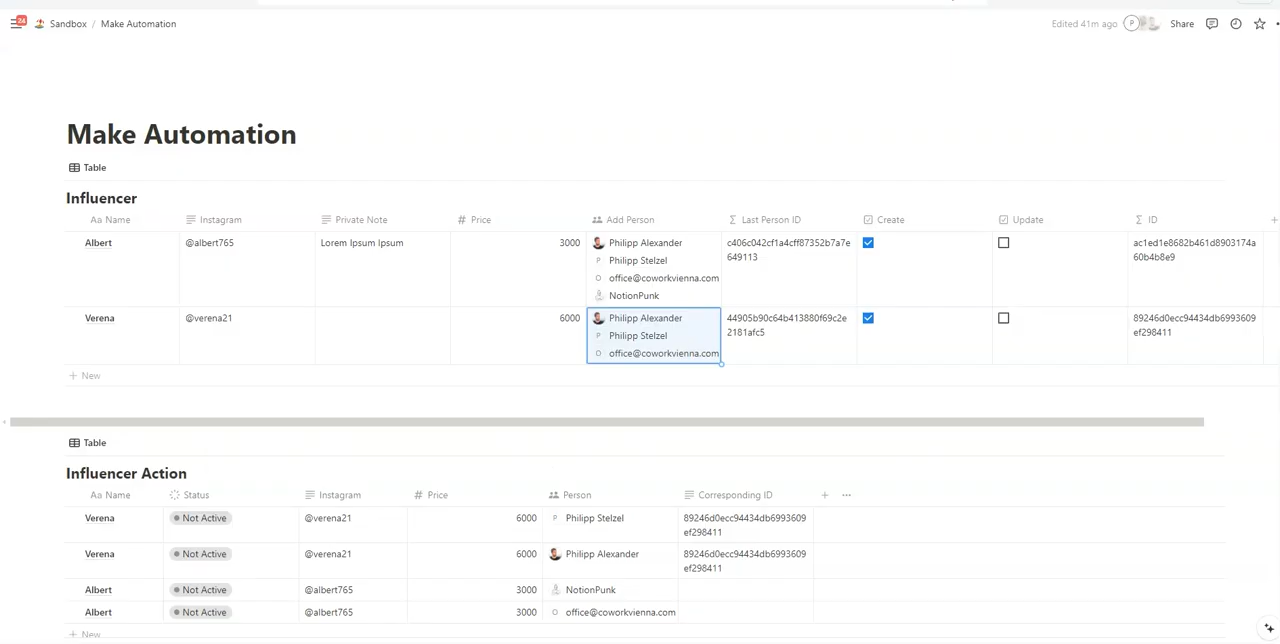 24 Sandbox / Make Automation Edited 41m ago P Share
Make Automation
Table
Influencer
Aa Name Instagram Private Note # Price Add Person Σ Last Person ID Create Update Σ ID
Albert @albert765 Lorem Ipsum Ipsum 3000 Philipp Alexander c406c042cf1a4cff87352b7a7e ac1ed1e8682b461d8903174a
P Philipp Stelzel 649113 60b4b8e9
O office@coworkvienna.com
NotionPunk
Verena @verena21 6000 Philipp Alexander 44905b90c64b413880f69c2e 89246d0ecc94434db6993609
P Philipp Stelzel 2181afc5 ef298411
O office@coworkvienna.com
+ New
Table
Influencer Action
Aa Name Status Instagram # Price Person Corresponding ID + ...
Verena Not Active @verena21 6000 P Philipp Stelzel 89246d0ecc94434db6993609
ef298411
Verena Not Active @verena21 6000 Philipp Alexander 89246d0ecc94434db6993609
ef298411
Albert Not Active @albert765 3000 NotionPunk
Albert Not Active @albert765 3000 O office@coworkvienna.com
+ New